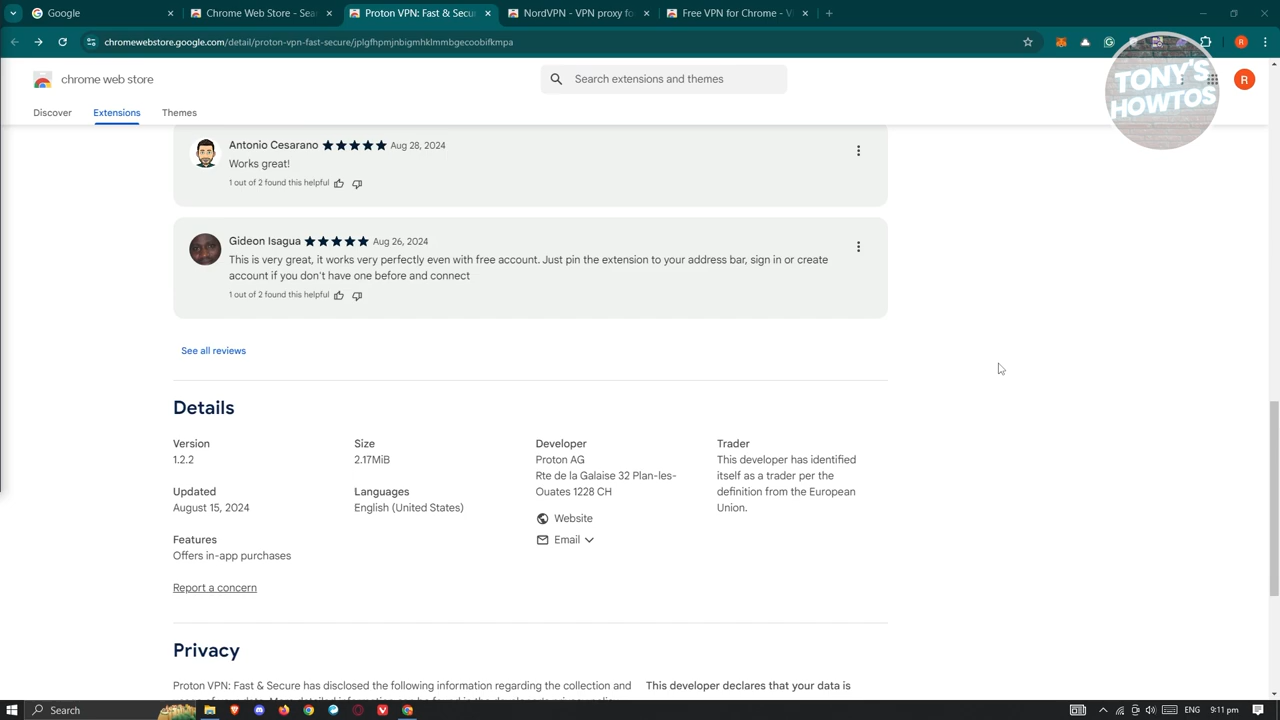 Google
Chrome Web Store - Sea
Proton VPN: Fast & Secu
NordVPN - VPN proxy fo
Free VPN for Chrome - V
chromewebstore.google.com/detail/proton-vpn-fast-secure/jplgfhpmjnbigmhklmmbgecoobifkmpa
R
chrome web store
Search extensions and themes
R
TONY'S
HOWTOS
Discover
Extensions
Themes
Antonio Cesarano
Aug 28, 2024
Works great!
1 out of 2 found this helpful
Gideon Isagua
Aug 26, 2024
This is very great, it works very perfectly even with free account. Just pin the extension to your address bar, sign in or create
account if you don't have one before and connect
1 out of 2 found this helpful
See all reviews
Details
Version
1.2.2
Size
2.17MiB
Developer
Proton AG
Rte de la Galaise 32 Plan-les-
Ouates 1228 CH
Trader
This developer has identified
itself as a trader per the
definition from the European
Union.
Updated
August 15, 2024
Languages
English (United States)
Website
Email
Features
Offers in-app purchases
Report a concern
Privacy
Proton VPN: Fast & Secure has disclosed the following information regarding the collection and
This developer declares that your data is
Search
9:11 pm